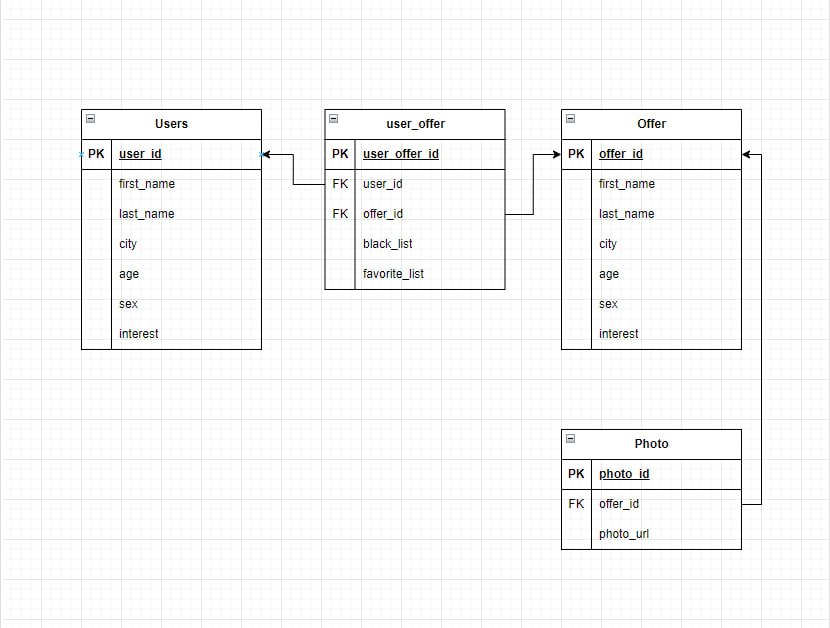 Users
PK user_id
first_name
last_name
city
age
sex
interest
user_offer
PK user_offer_id
FK user_id
FK offer_id
black_list
favorite_list
Offer
PK offer_id
first_name
last_name
city
age
sex
interest
Photo
PK photo_id
FK offer_id
photo_url